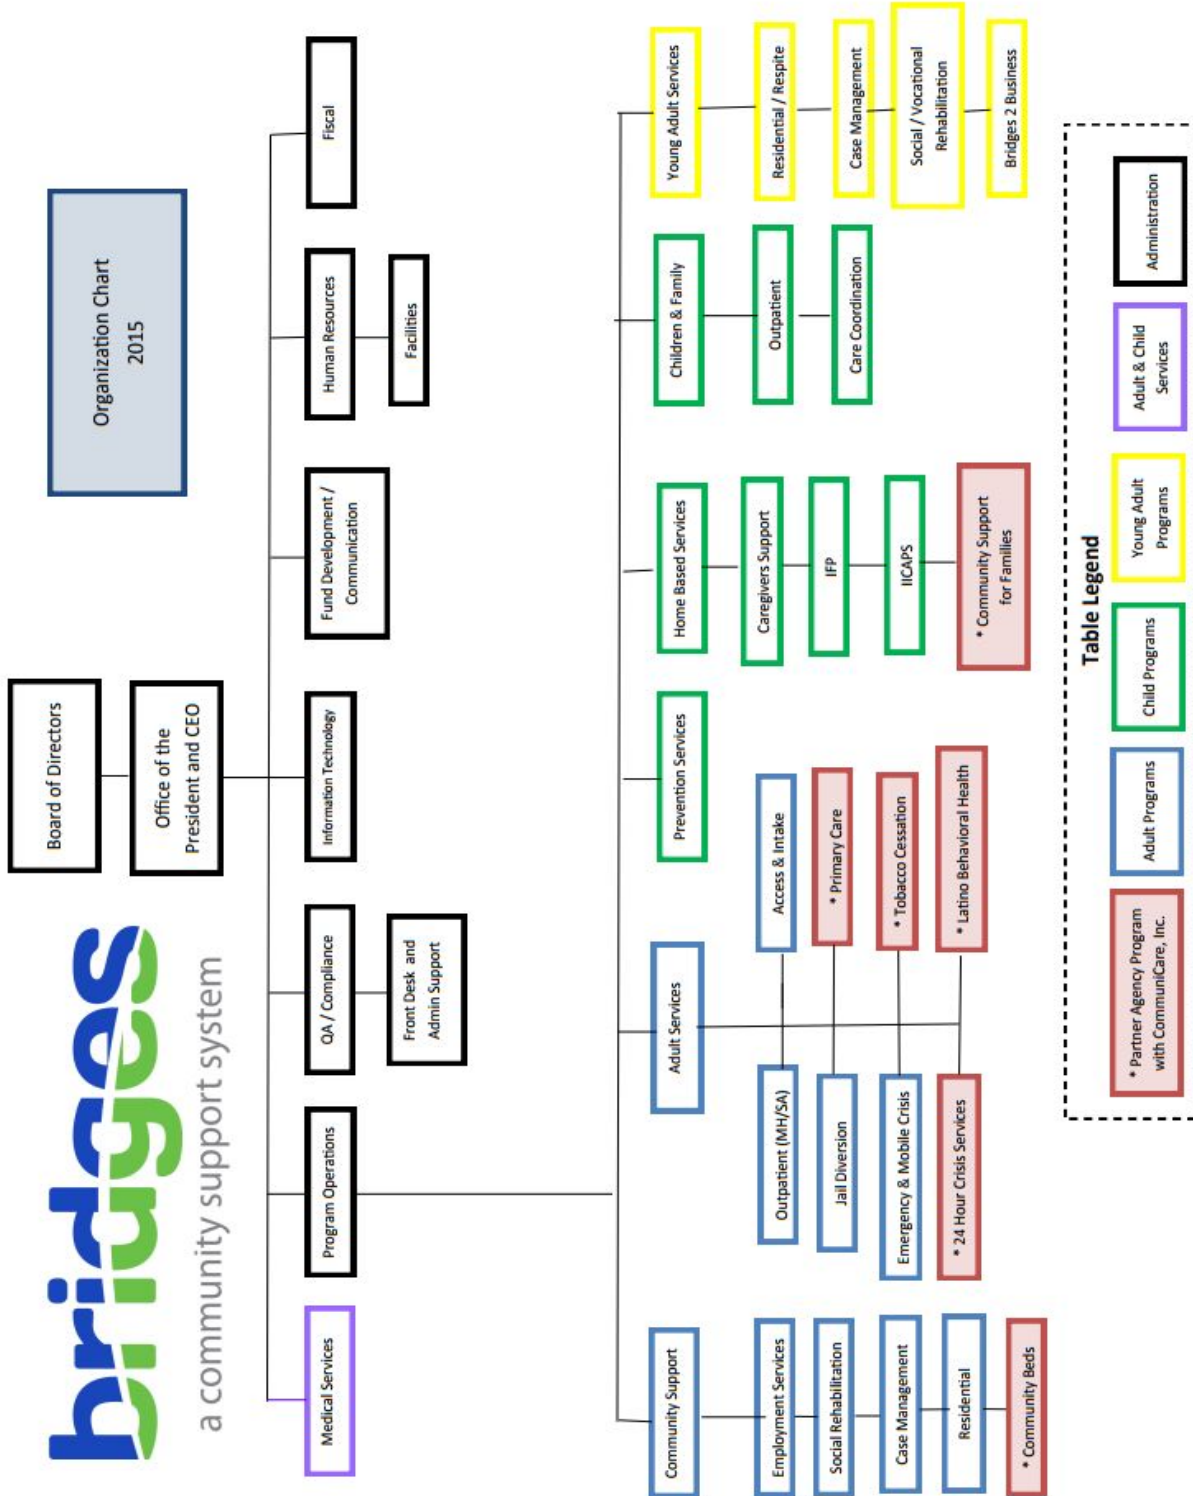 bridges
a community support system
Organization Chart
2015
Board of Directors
Office of the
President and CEO
Medical Services
Program Operations
QA / Compliance
Information Technology
Fund Development /
Communication
Human Resources
Fiscal
Front Desk and
Admin Support
Facilities
Community Support
Adult Services
Prevention Services
Home Based Services
Children & Family
Young Adult Services
Employment Services
Social Rehabilitation
Case Management
Residential
* Community Beds
Outpatient (MH/SA)
Jail Diversion
Emergency & Mobile Crisis
* 24 Hour Crisis Services
Access & Intake
* Primary Care
* Tobacco Cessation
* Latino Behavioral Health
Caregivers Support
IFP
IICAPS
* Community Support
for Families
Outpatient
Care Coordination
Residential / Respite
Case Management
Social / Vocational
Rehabilitation
Bridges 2 Business
Table Legend
* Partner Agency Program
with CommuniCare, Inc.
Adult Programs
Child Programs
Young Adult
Programs
Adult & Child
Services
Administration